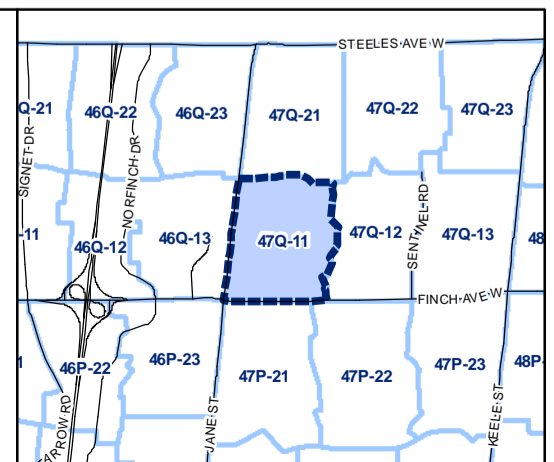 STEELES AVE W
Q-21
46Q-22
46Q-23
47Q-21
47Q-22
47Q-23
SIGNET DR
NORFINCH DR
SENTINEL RD
-11
46Q-12
46Q-13
47Q-11
47Q-12
47Q-13
48
FINCH AVE W
1
46P-22
46P-23
47P-21
47P-22
47P-23
48P-
ARROW RD
JANE ST
KEELE ST